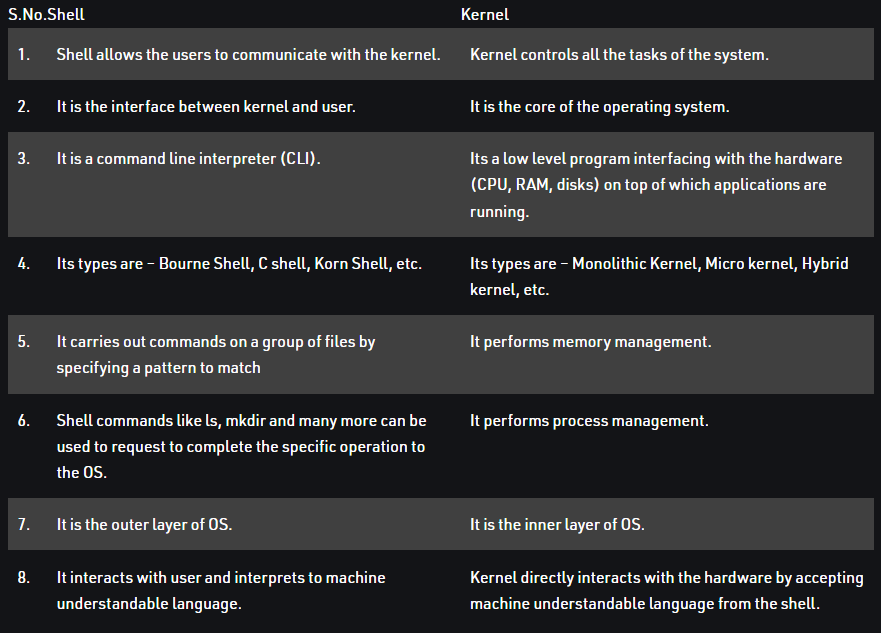 S.No.Shell Kernel
1. Shell allows the users to communicate with the kernel. Kernel controls all the tasks of the system.
2. It is the interface between kernel and user. It is the core of the operating system.
3. It is a command line interpreter (CLI). Its a low level program interfacing with the hardware
(CPU, RAM, disks) on top of which applications are
running.
4. Its types are – Bourne Shell, C shell, Korn Shell, etc. Its types are – Monolithic Kernel, Micro kernel, Hybrid
kernel, etc.
5. It carries out commands on a group of files by It performs memory management.
specifying a pattern to match
6. Shell commands like ls, mkdir and many more can be It performs process management.
used to request to complete the specific operation to
the OS.
7. It is the outer layer of OS. It is the inner layer of OS.
8. It interacts with user and interprets to machine Kernel directly interacts with the hardware by accepting
understandable language. machine understandable language from the shell.